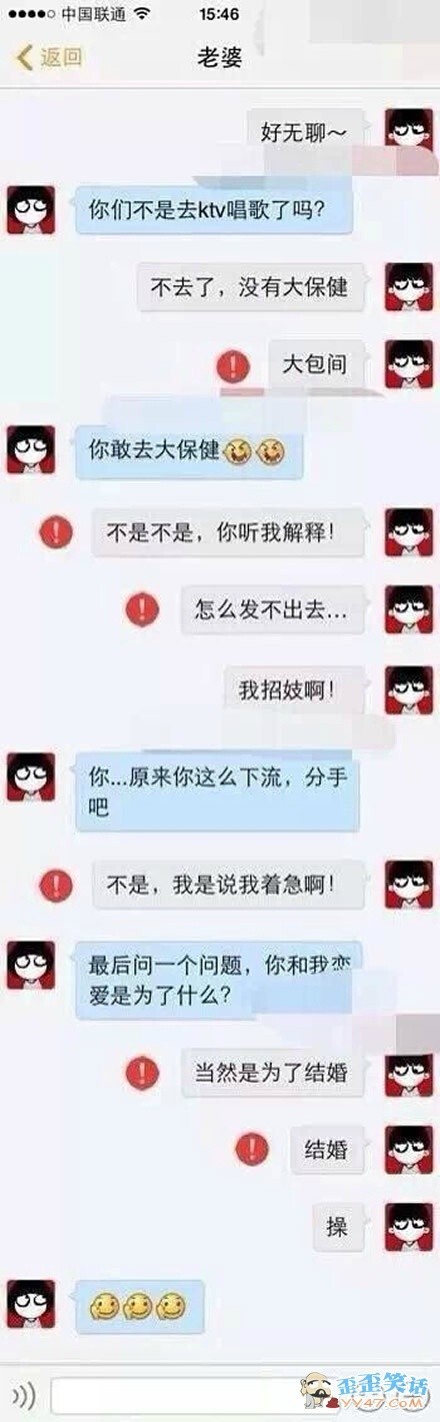 中国联通
15:46
返回
老婆
好无聊～
你们不是去ktv唱歌了吗？
不去了，没有大保健
大包间
你敢去大保健
不是不是，你听我解释！
怎么发不出去...
我招妓啊！
你...原来你这么下流，分手
吧
不是，我是说我着急啊！
最后问一个问题，你和我恋
爱是为了什么？
当然是为了结婚
结婚
操
歪歪笑话
YY47.com